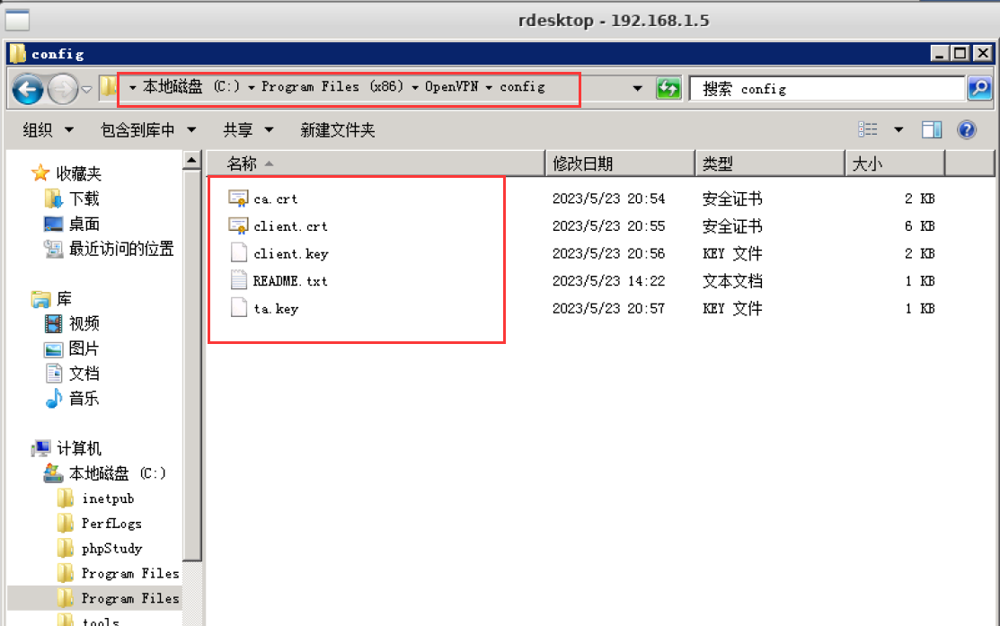 rdesktop - 192.168.1.5
config
本地磁盘 (C:) Program Files (x86) OpenVPN config
搜索 config
组织 包含到库中 共享 新建文件夹
名称 修改日期 类型 大小
收藏夹
下载
桌面
最近访问的位置
库
视频
图片
文档
音乐
计算机
本地磁盘 (C:)
inetpub
PerfLogs
phpStudy
Program Files
Program Files
tools
ca.crt 2023/5/23 20:54 安全证书 2 KB
client.crt 2023/5/23 20:55 安全证书 6 KB
client.key 2023/5/23 20:56 KEY 文件 2 KB
README.txt 2023/5/23 14:22 文本文档 1 KB
ta.key 2023/5/23 20:57 KEY 文件 1 KB